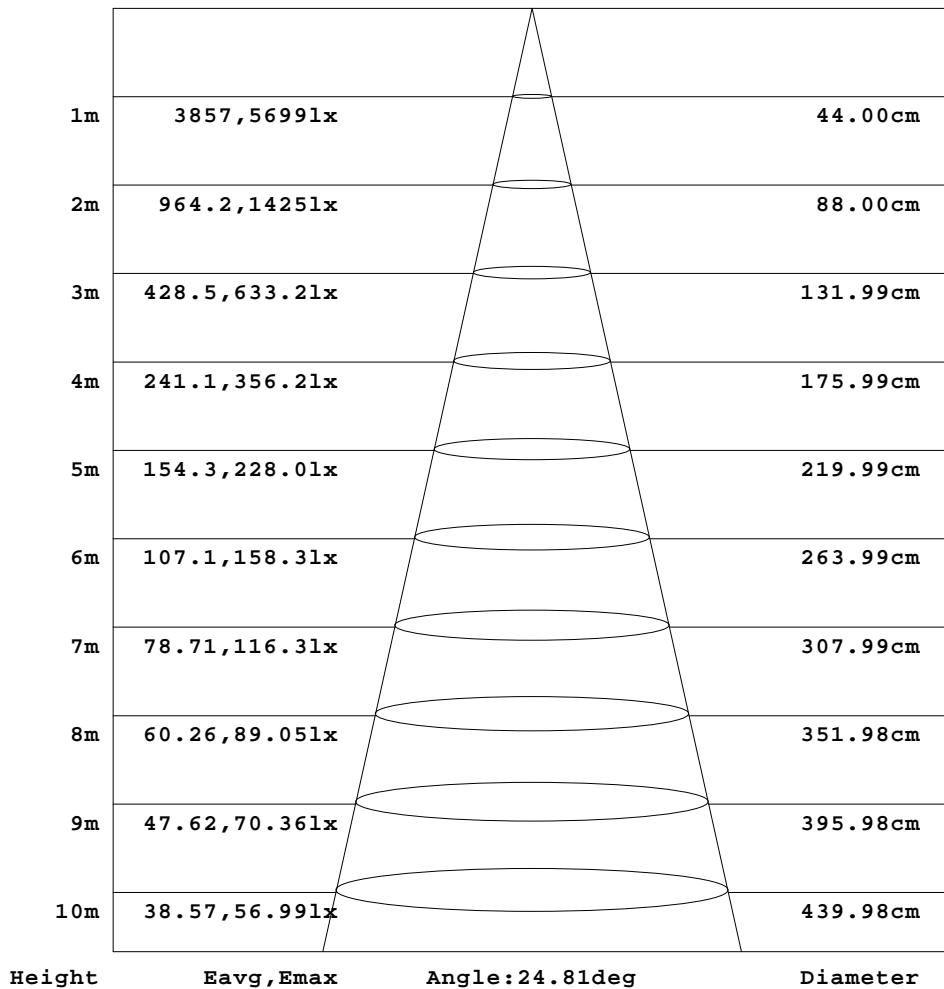 1m 3857,5699lx 44.00cm
2m 964.2,1425lx 88.00cm
3m 428.5,633.2lx 131.99cm
4m 241.1,356.2lx 175.99cm
5m 154.3,228.0lx 219.99cm
6m 107.1,158.3lx 263.99cm
7m 78.71,116.3lx 307.99cm
8m 60.26,89.05lx 351.98cm
9m 47.62,70.36lx 395.98cm
10m 38.57,56.99lx 439.98cm
Height Eavg,Emax Angle:24.81deg Diameter